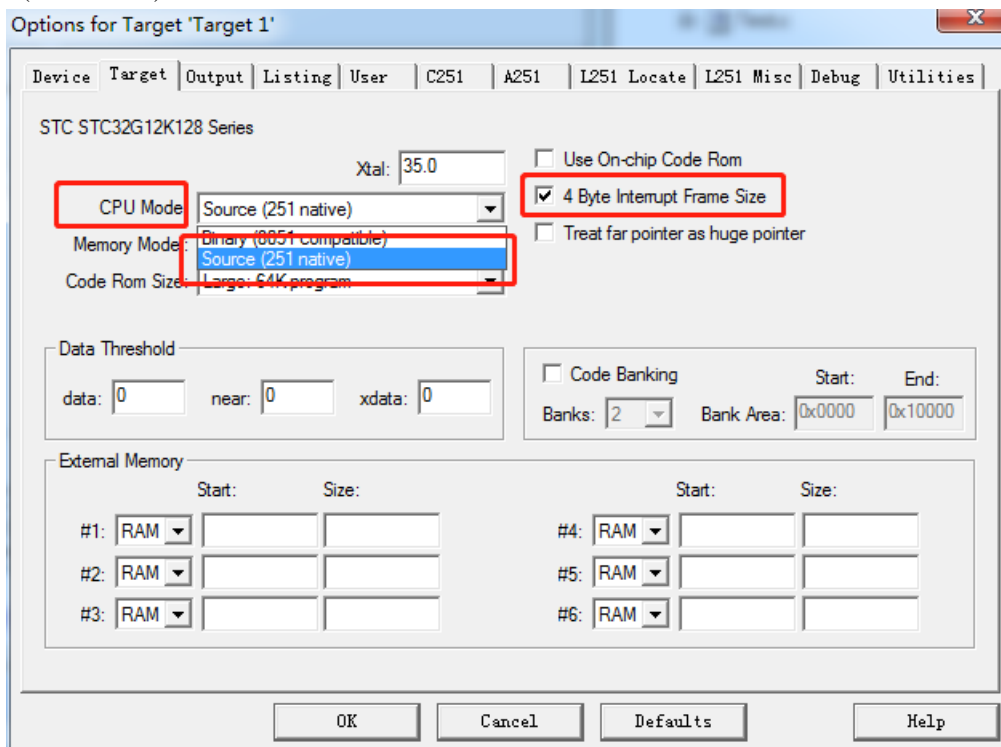 Options for Target 'Target 1'
Device Target Output Listing User C251 A251 L251 Locate L251 Misc Debug Utilities
STC STC32G12K128 Series
Xtal: 35.0
Use On-chip Code Rom
CPU Mode Source (251 native)
4 Byte Interrupt Frame Size
Binary (8051 compatible)
Memory Model:
Source (251 native)
Treat far pointer as huge pointer
Code Rom Size: Large: 64K program
Data Threshold
data: 0 near: 0 xdata: 0
Code Banking Start: End:
Banks: 2 Bank Area: 0x0000 0x10000
External Memory
Start: Size: Start: Size:
#1: RAM #4: RAM
#2: RAM #5: RAM
#3: RAM #6: RAM
OK Cancel Defaults Help